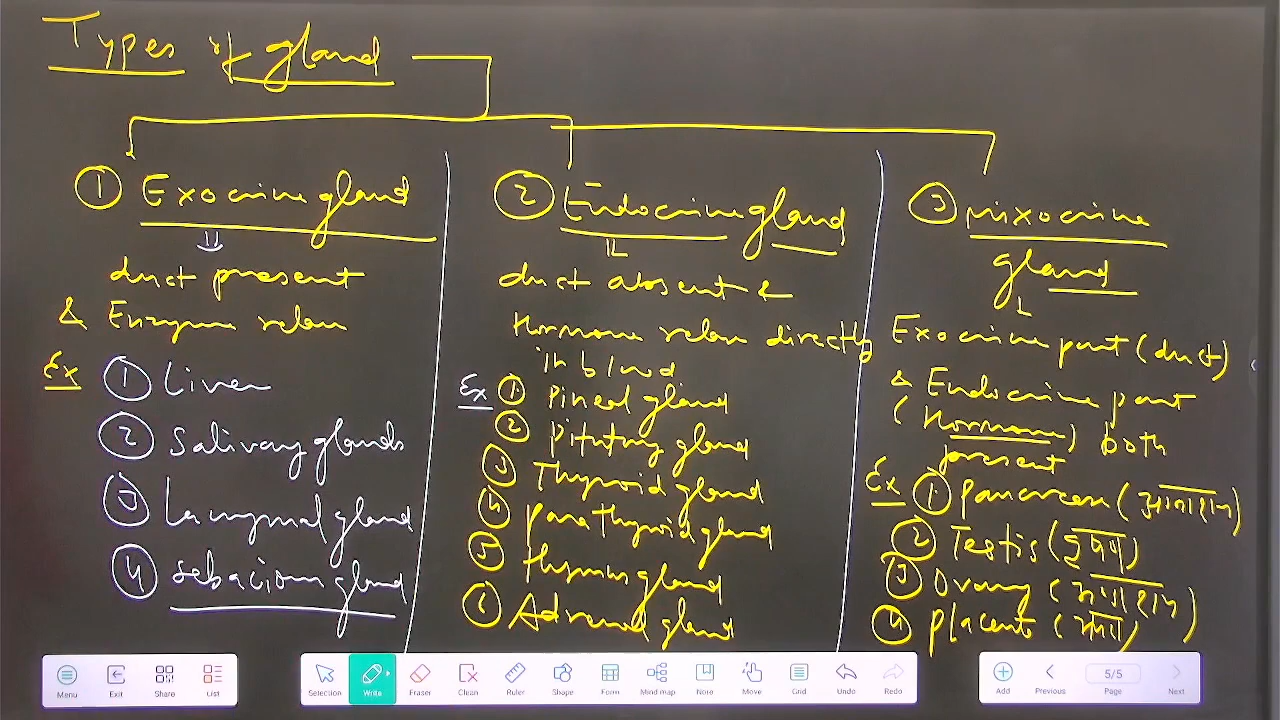 Types of gland
① Exocrine gland
duct present
& Enzyme release
Ex ① Liver
② Salivary glands
③ Lacrymal gland
④ sebacious gland
② Endocrine gland
duct absent &
Hormone release directly
in blood
Ex ① Pineal gland
② Pitutary gland
③ Thyroid gland
④ parathyroid gland
⑤ thymus gland
⑥ Adrenal gland
③ mixocrine
gland
Exocrine part (duct)
& Endocrine part
(Hormone) both
present
Ex ① pancreas (अग्नाशय)
② Testis (वृषण)
③ Ovary (अण्डाशय)
④ placenta (अपरा)
Menu Exit Share List
Selection Write Eraser Clean Ruler Shape Form Mind map Note Move Grid Undo Redo
Add Previous 5/5 Page Next